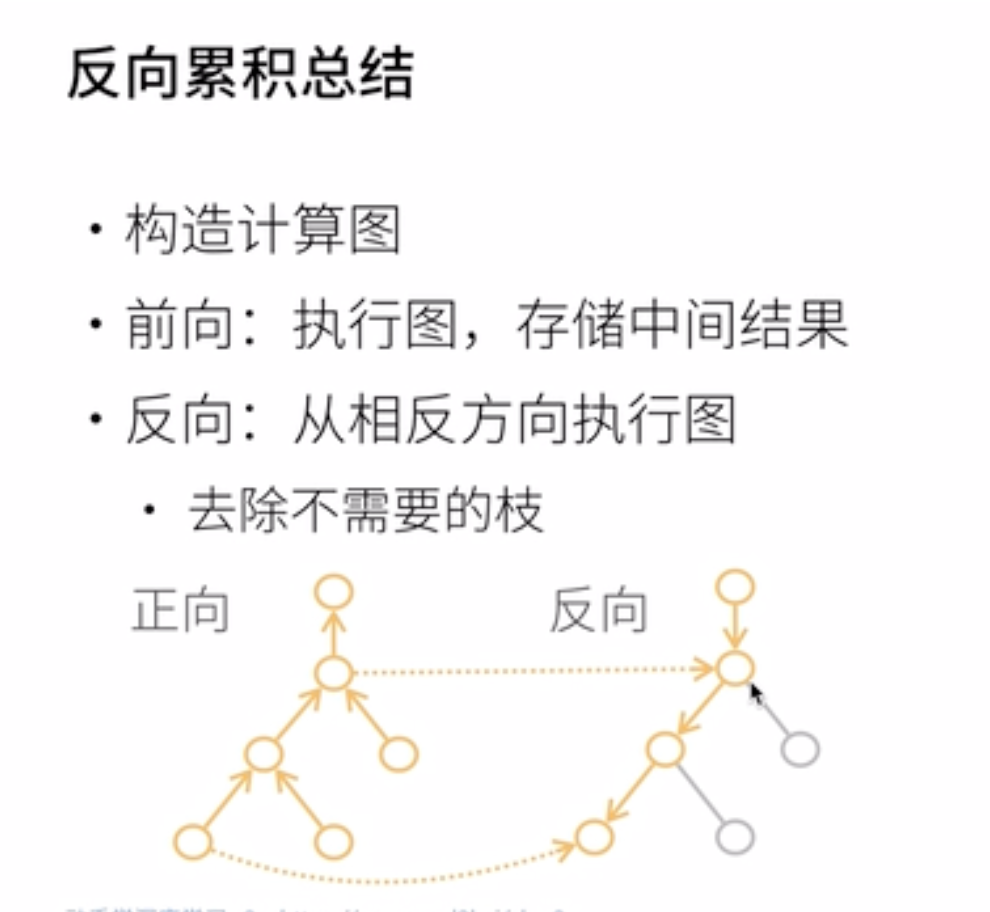 反向累积总结
• 构造计算图
• 前向：执行图，存储中间结果
• 反向：从相反方向执行图
• 去除不需要的枝
正向
反向